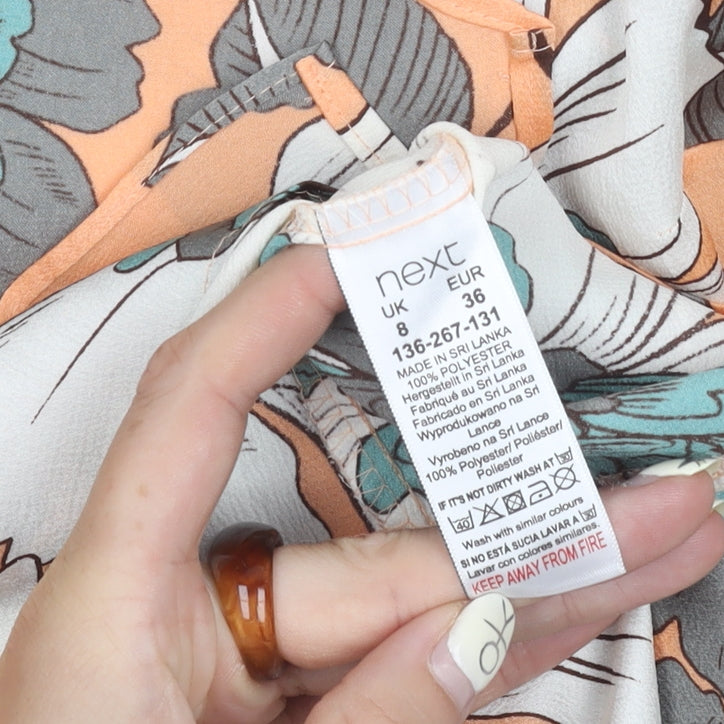 next
UK EUR
8 36
136-267-131
MADE IN SRI LANKA
100% POLYESTER
Hergestellt in Sri Lanka
Fabriqué au Sri Lanka
Fabricado en Sri Lanka
Wyprodukowano na Sri
Lance
Vyrobeno na Srí Lance
100% Polyester/ Poliéster/
Poliester
IF IT'S NOT DIRTY WASH AT 30
40
Wash with similar colours
SI NO ESTÁ SUCIA LAVAR A 30
Lavar con colores similares.
KEEP AWAY FROM FIRE
OK